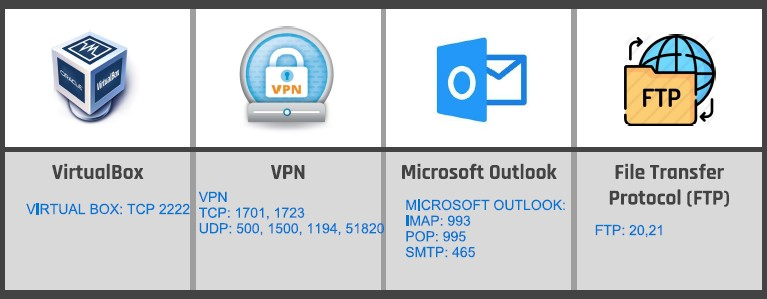 ORACLE
VirtualBox
VPN
FTP
VirtualBox
VIRTUAL BOX: TCP 2222
VPN
VPN
TCP: 1701, 1723
UDP: 500, 1500, 1194, 51820
Microsoft Outlook
MICROSOFT OUTLOOK:
IMAP: 993
POP: 995
SMTP: 465
File Transfer
Protocol (FTP)
FTP: 20,21